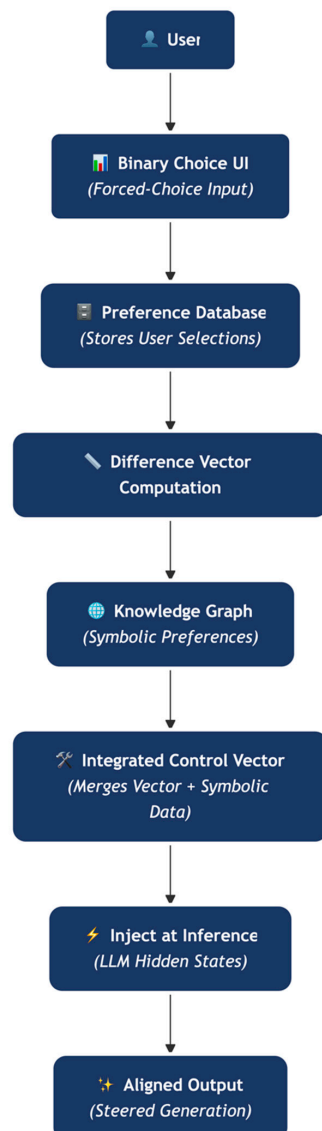 User
Binary Choice UI
(Forced-Choice Input)
Preference Database
(Stores User Selections)
Difference Vector
Computation
Knowledge Graph
(Symbolic Preferences)
Integrated Control Vector
(Merges Vector + Symbolic
Data)
Inject at Inference
(LLM Hidden States)
Aligned Output
(Steered Generation)